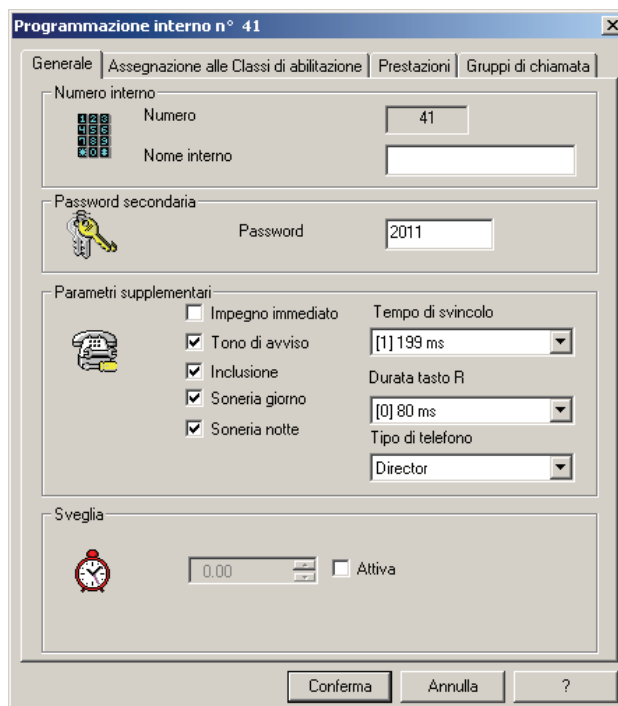 Programmazione interno n° 41
Generale Assegnazione alle Classi di abilitazione Prestazioni Gruppi di chiamata
Numero interno
Numero 41
Nome interno
Password secondaria
Password 2011
Parametri supplementari
Impegno immediato
Tono di avviso
Inclusione
Soneria giorno
Soneria notte
Tempo di svincolo
[1] 199 ms
Durata tasto R
[0] 80 ms
Tipo di telefono
Director
Sveglia
0.00 Attiva
Conferma Annulla ?